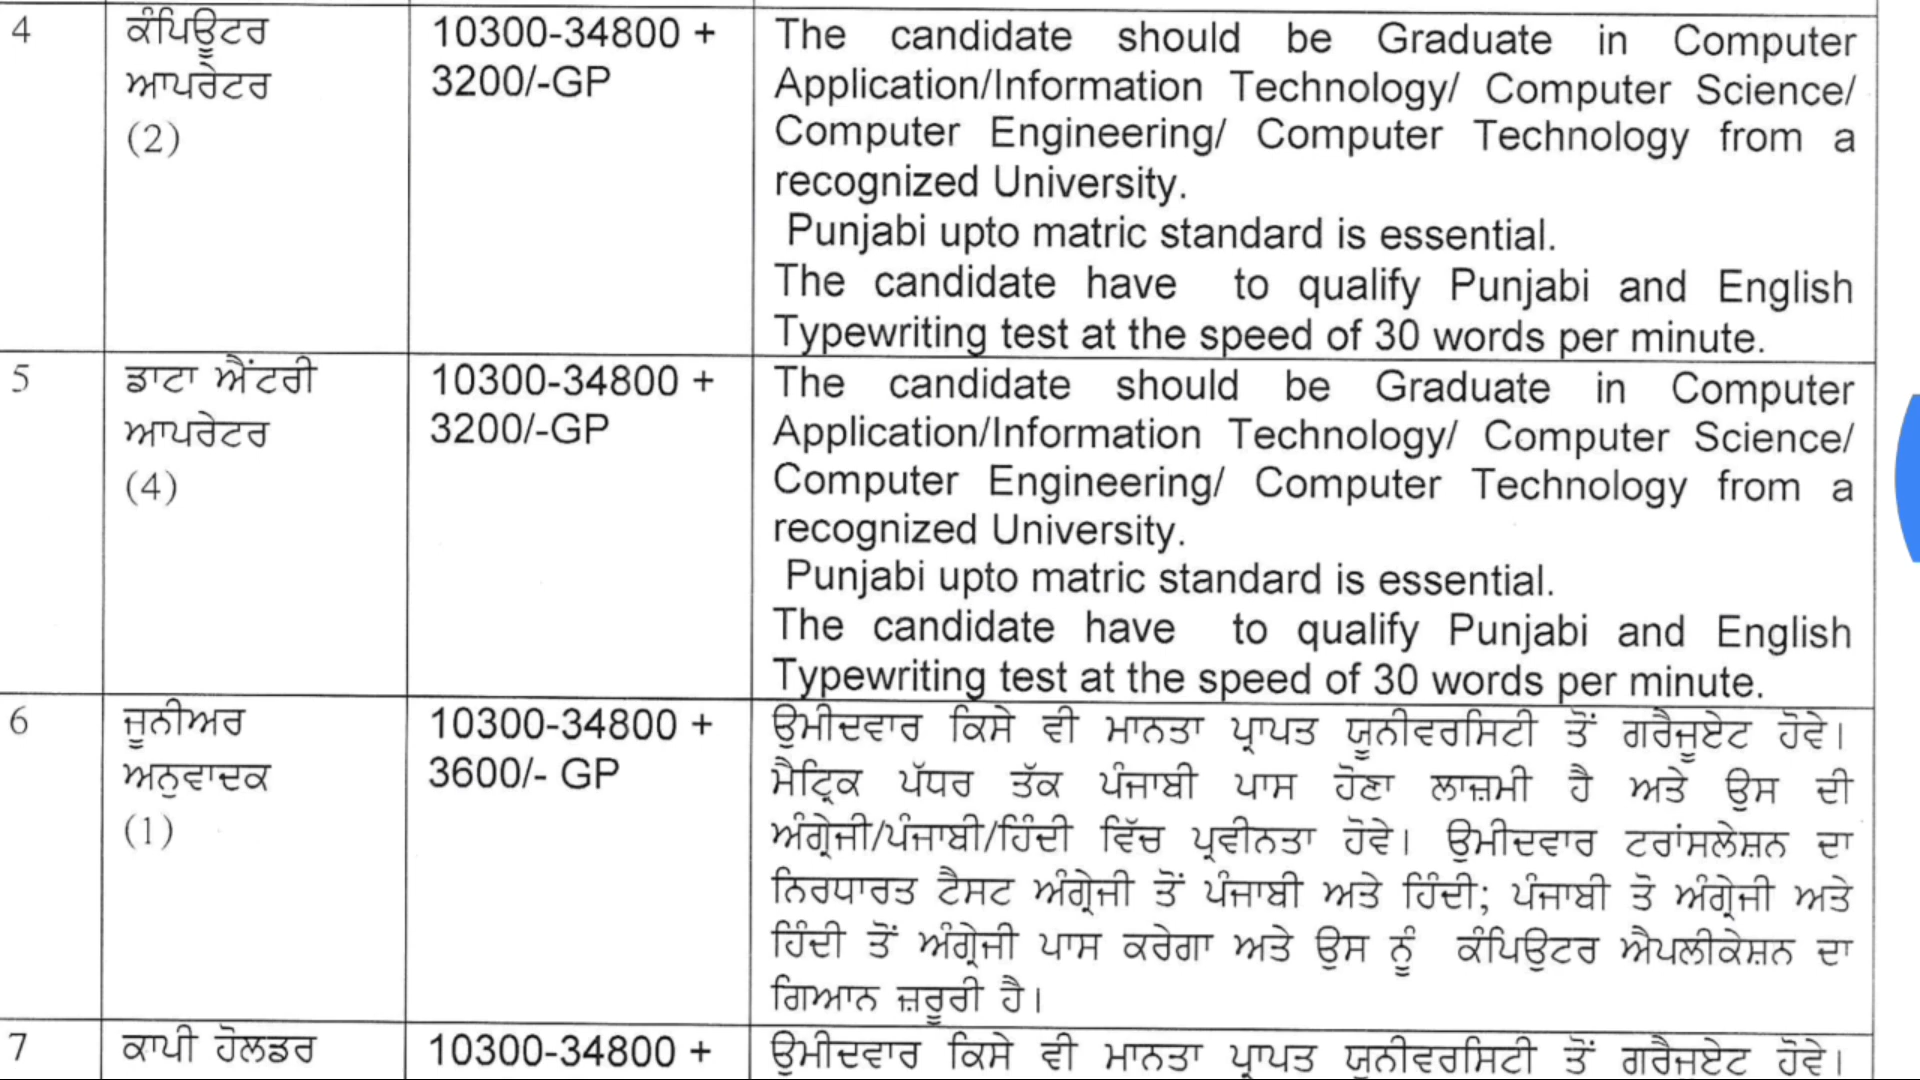 4
ਕੰਪਿਊਟਰ
ਆਪਰੇਟਰ
(2)
10300-34800 +
3200/-GP
The candidate should be Graduate in Computer
Application/Information Technology/ Computer Science/
Computer Engineering/ Computer Technology from a
recognized University.
Punjabi upto matric standard is essential.
The candidate have to qualify Punjabi and English
Typewriting test at the speed of 30 words per minute.
5
ਡਾਟਾ ਐਂਟਰੀ
ਆਪਰੇਟਰ
(4)
10300-34800 +
3200/-GP
The candidate should be Graduate in Computer
Application/Information Technology/ Computer Science/
Computer Engineering/ Computer Technology from a
recognized University.
Punjabi upto matric standard is essential.
The candidate have to qualify Punjabi and English
Typewriting test at the speed of 30 words per minute.
6
ਜੂਨੀਅਰ
ਅਨੁਵਾਦਕ
(1)
10300-34800 +
3600/- GP
ਉਮੀਦਵਾਰ ਕਿਸੇ ਵੀ ਮਾਨਤਾ ਪ੍ਰਾਪਤ ਯੂਨੀਵਰਸਿਟੀ ਤੋਂ ਗਰੈਜੂਏਟ ਹੋਵੇ।
ਮੈਟ੍ਰਿਕ ਪੱਧਰ ਤੱਕ ਪੰਜਾਬੀ ਪਾਸ ਹੋਣਾ ਲਾਜ਼ਮੀ ਹੈ ਅਤੇ ਉਸ ਦੀ
ਅੰਗ੍ਰੇਜੀ/ਪੰਜਾਬੀ/ਹਿੰਦੀ ਵਿੱਚ ਪ੍ਰਵੀਨਤਾ ਹੋਵੇ। ਉਮੀਦਵਾਰ ਟਰਾਂਸਲੇਸ਼ਨ ਦਾ
ਨਿਰਧਾਰਤ ਟੈਸਟ ਅੰਗ੍ਰੇਜੀ ਤੋਂ ਪੰਜਾਬੀ ਅਤੇ ਹਿੰਦੀ; ਪੰਜਾਬੀ ਤੋ ਅੰਗ੍ਰੇਜੀ ਅਤੇ
ਹਿੰਦੀ ਤੋਂ ਅੰਗ੍ਰੇਜੀ ਪਾਸ ਕਰੇਗਾ ਅਤੇ ਉਸ ਨੂੰ ਕੰਪਿਉਟਰ ਐਪਲੀਕੇਸ਼ਨ ਦਾ
ਗਿਆਨ ਜ਼ਰੂਰੀ ਹੈ।
7
ਕਾਪੀ ਹੋਲਡਰ
10300-34800 +
ਉਮੀਦਵਾਰ ਕਿਸੇ ਵੀ ਮਾਨਤਾ ਪ੍ਰਾਪਤ ਯੂਨੀਵਰਸਿਟੀ ਤੋਂ ਗਰੈਜੂਏਟ ਹੋਵੇ।